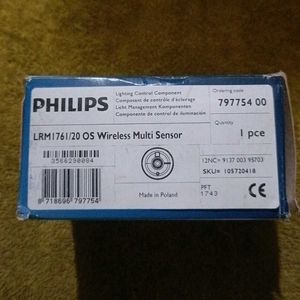 PHILIPS
Lighting Control Component
Composant de contrôle d'éclairage
Licht Management Komponenten
Componente de control de iluminación
Ordering code
797754 00
LRM1761/20 OS Wireless Multi Sensor
Quantity
1 pce
3566290084
Made in Poland
8 718696 797754
12NC= 9137 003 95703
SKU= 105720418
PFT
1743
CE